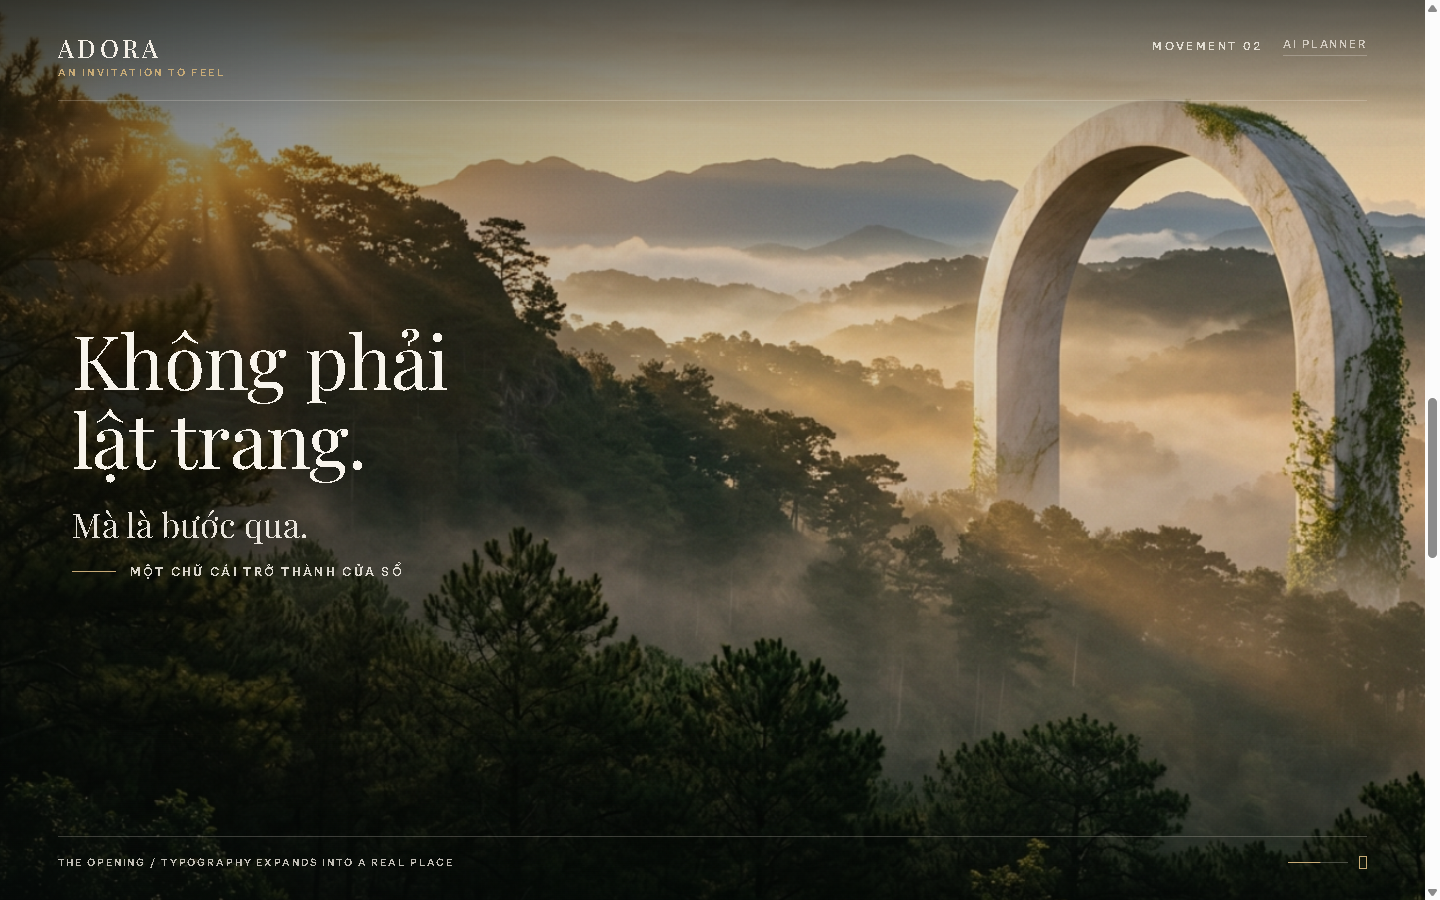 ADORA
AN INVITATION TO FEEL
MOVEMENT 02
AI PLANNER
Không phải
lật trang.
Mà là bước qua.
MỘT CHỮ CÁI TRỞ THÀNH CỬA SỔ
THE OPENING / TYPOGRAPHY EXPANDS INTO A REAL PLACE